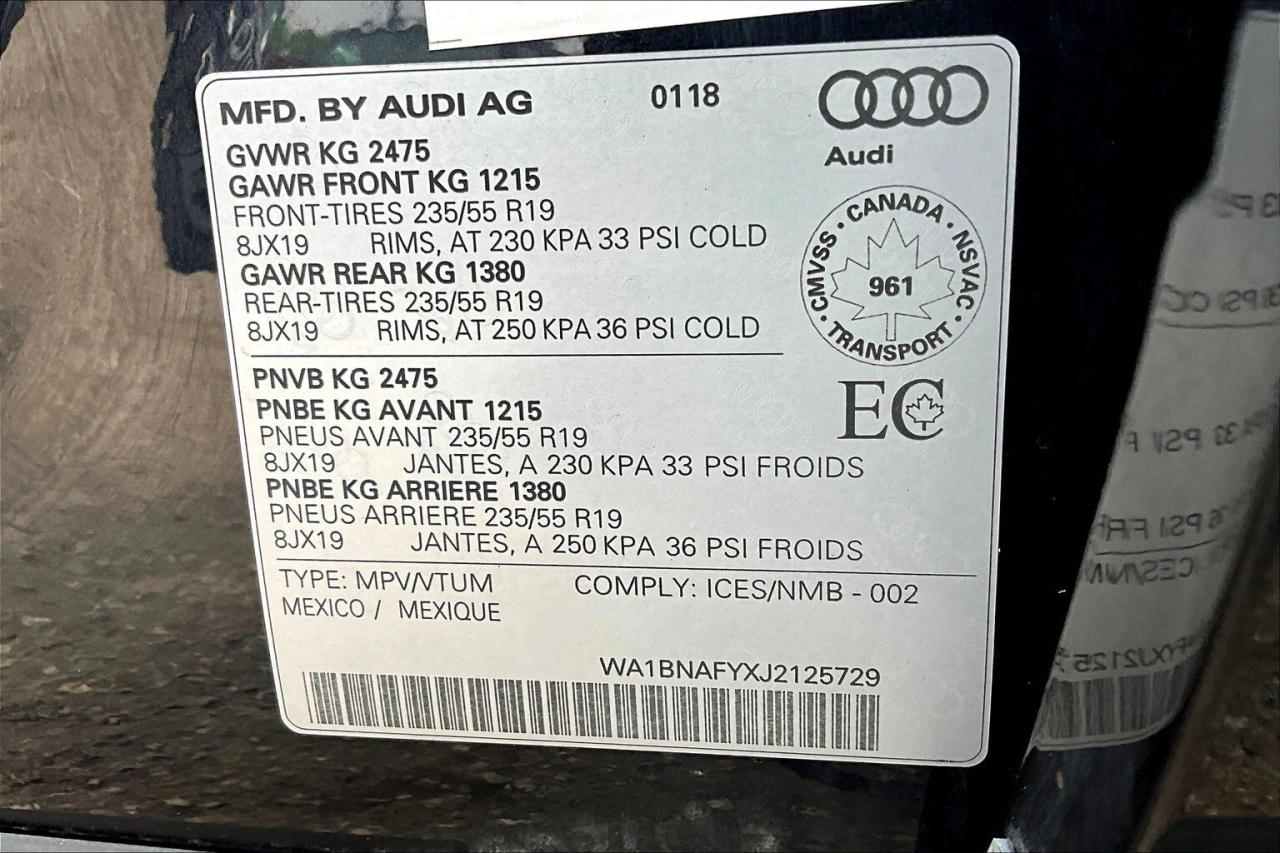 MFD. BY AUDI AG 0118
Audi
GVWR KG 2475
GAWR FRONT KG 1215
FRONT-TIRES 235/55 R19
8JX19 RIMS, AT 230 KPA 33 PSI COLD
GAWR REAR KG 1380
REAR-TIRES 235/55 R19
8JX19 RIMS, AT 250 KPA 36 PSI COLD
CMVSS · CANADA · NSVAC · TRANSPORT
961
PNVB KG 2475
PNBE KG AVANT 1215
PNEUS AVANT 235/55 R19
8JX19 JANTES, A 230 KPA 33 PSI FROIDS
PNBE KG ARRIERE 1380
PNEUS ARRIERE 235/55 R19
8JX19 JANTES, A 250 KPA 36 PSI FROIDS
EC
TYPE: MPV/VTUM COMPLY: ICES/NMB - 002
MEXICO / MEXIQUE
WA1BNAFYXJ2125729